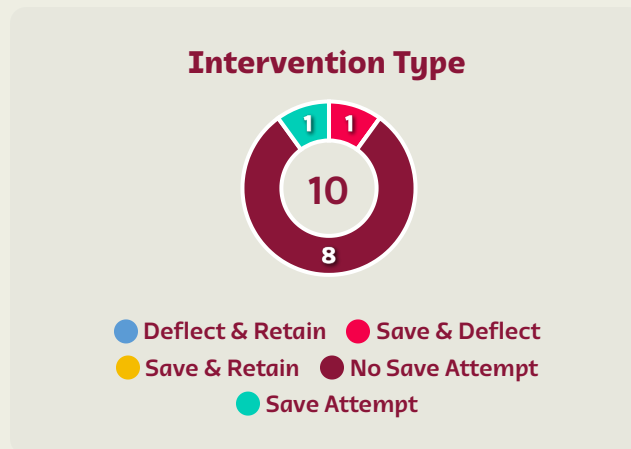 Intervention Type
1 1
10
8
Deflect & Retain Save & Deflect
Save & Retain No Save Attempt
Save Attempt